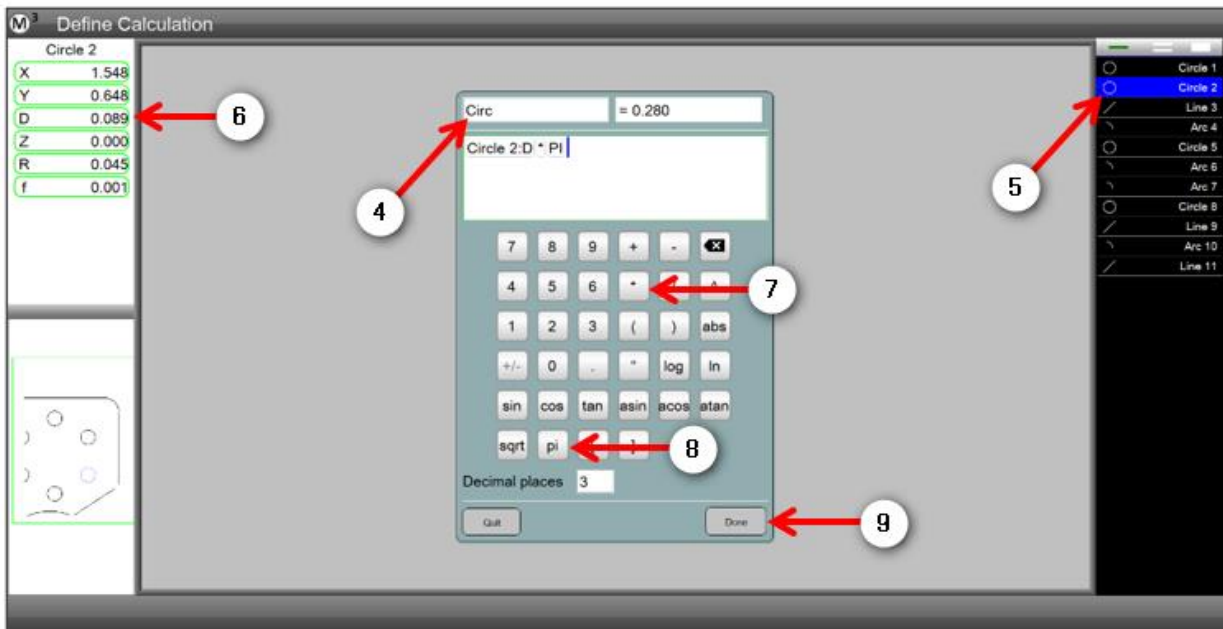 M³ Define Calculation
Circle 2
X 1.548
Y 0.648
D 0.089
Z 0.000
R 0.045
f 0.001
6
4
Circ = 0.280
Circle 2:D * PI
7 8 9 + -
4 5 6 *
7
1 2 3 ( ) abs
+/- 0 . " log ln
sin cos tan asin acos atan
sqrt pi
8
Decimal places 3
Quit Done
9
5
Circle 1
Circle 2
Line 3
Arc 4
Circle 5
Arc 6
Arc 7
Circle 8
Line 9
Arc 10
Line 11